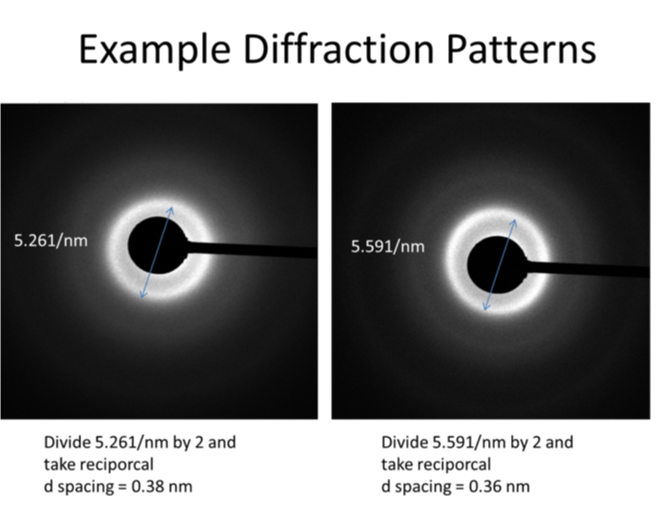 Example Diffraction Patterns
5.261/nm
5.591/nm
Divide 5.261/nm by 2 and
take reciporcal
d spacing = 0.38 nm
Divide 5.591/nm by 2 and
take reciporcal
d spacing = 0.36 nm